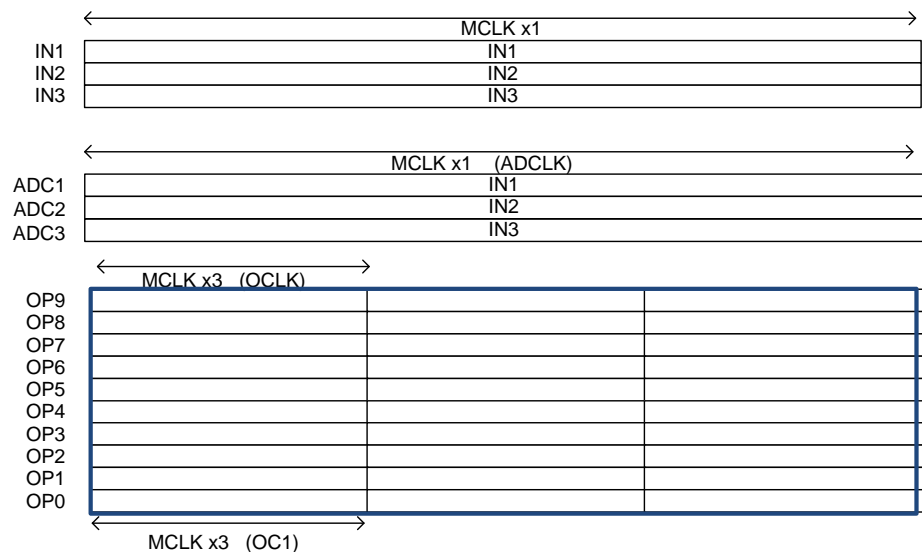 MCLK x1
IN1 IN1
IN2 IN2
IN3 IN3
MCLK x1 (ADCLK)
ADC1 IN1
ADC2 IN2
ADC3 IN3
MCLK x3 (OCLK)
OP9
OP8
OP7
OP6
OP5
OP4
OP3
OP2
OP1
OP0
MCLK x3 (OC1)